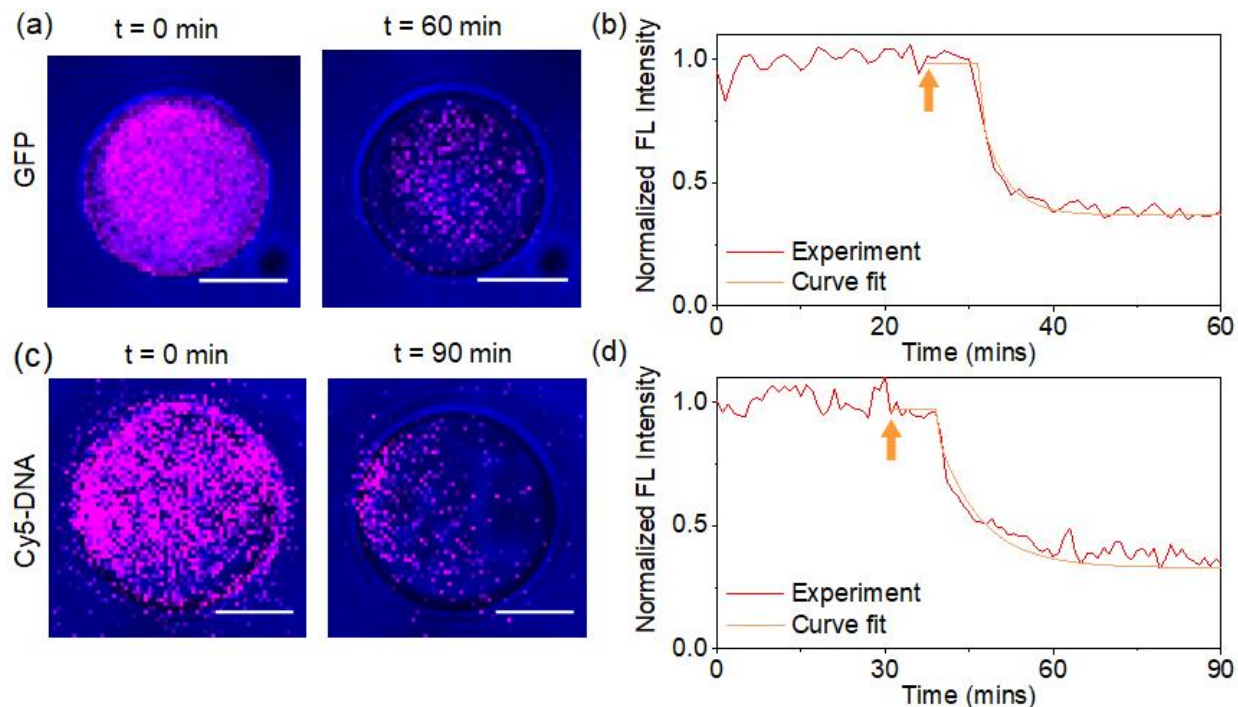 (a)
t = 0 min
t = 60 min
GFP
(b)
Normalized FL Intensity
1.0
0.5
1.0
Experiment
Curve fit
0
20
40
60
Time (mins)
(c)
t = 0 min
t = 90 min
Cy5-DNA
(d)
Normalized FL Intensity
1.0
0.5
1.0
Experiment
Curve fit
0
30
60
90
Time (mins)